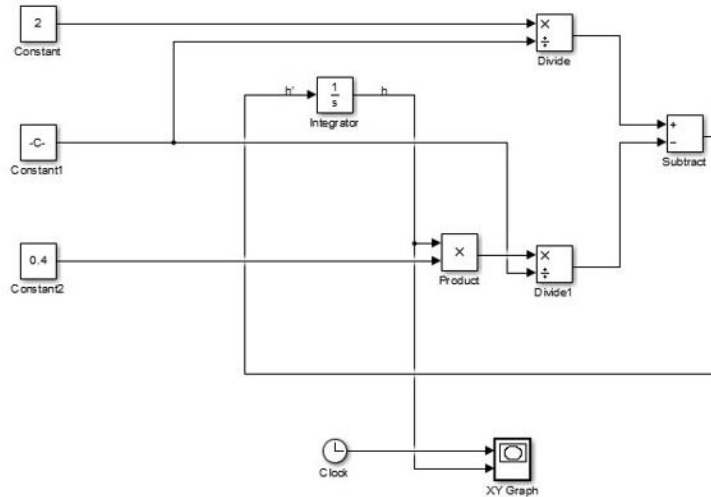 2
Constant
×
÷
Divide
h'
1
s
h
Integrator
-C-
Constant1
+
−
Subtract
0.4
Constant2
×
Product
×
÷
Divide1
Clock
XY Graph